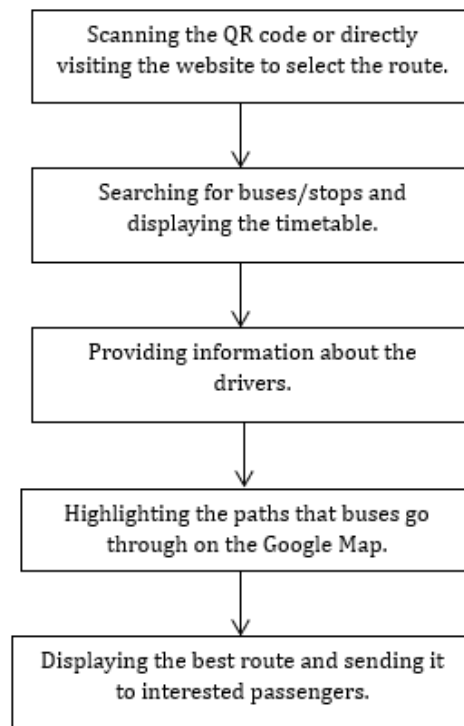 Scanning the QR code or directly
visiting the website to select the route.
Searching for buses/stops and
displaying the timetable.
Providing information about the
drivers.
Highlighting the paths that buses go
through on the Google Map.
Displaying the best route and sending it
to interested passengers.